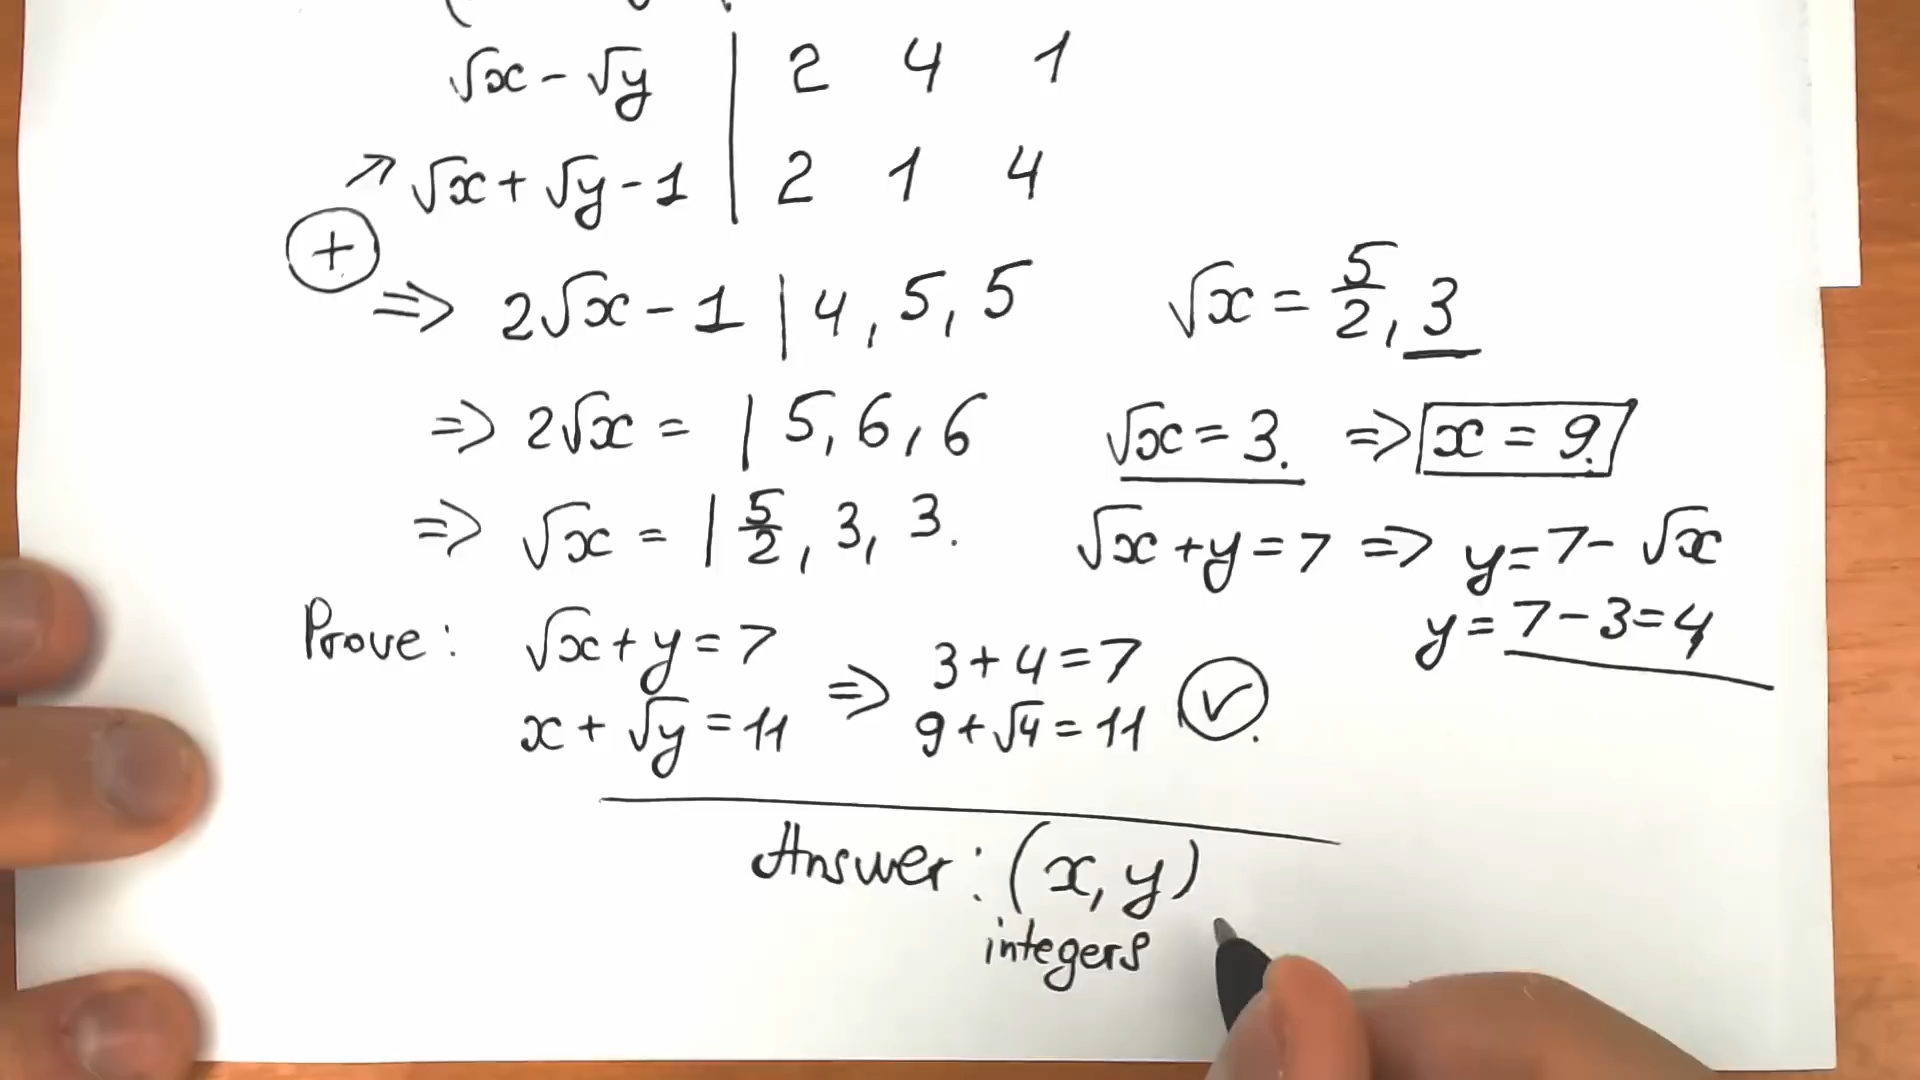 √x - √y | 2 4 1
↗ √x + √y - 1 | 2 1 4
(+)
=> 2√x - 1 | 4, 5, 5
√x = 5/2, 3
=> 2√x = | 5, 6, 6
√x = 3. => x = 9.
=> √x = | 5/2, 3, 3.
√x + y = 7 => y = 7 - √x
y = 7 - 3 = 4
Prove: √x + y = 7 => 3 + 4 = 7
x + √y = 11 9 + √4 = 11 ✓.
Answer: (x, y)
integers